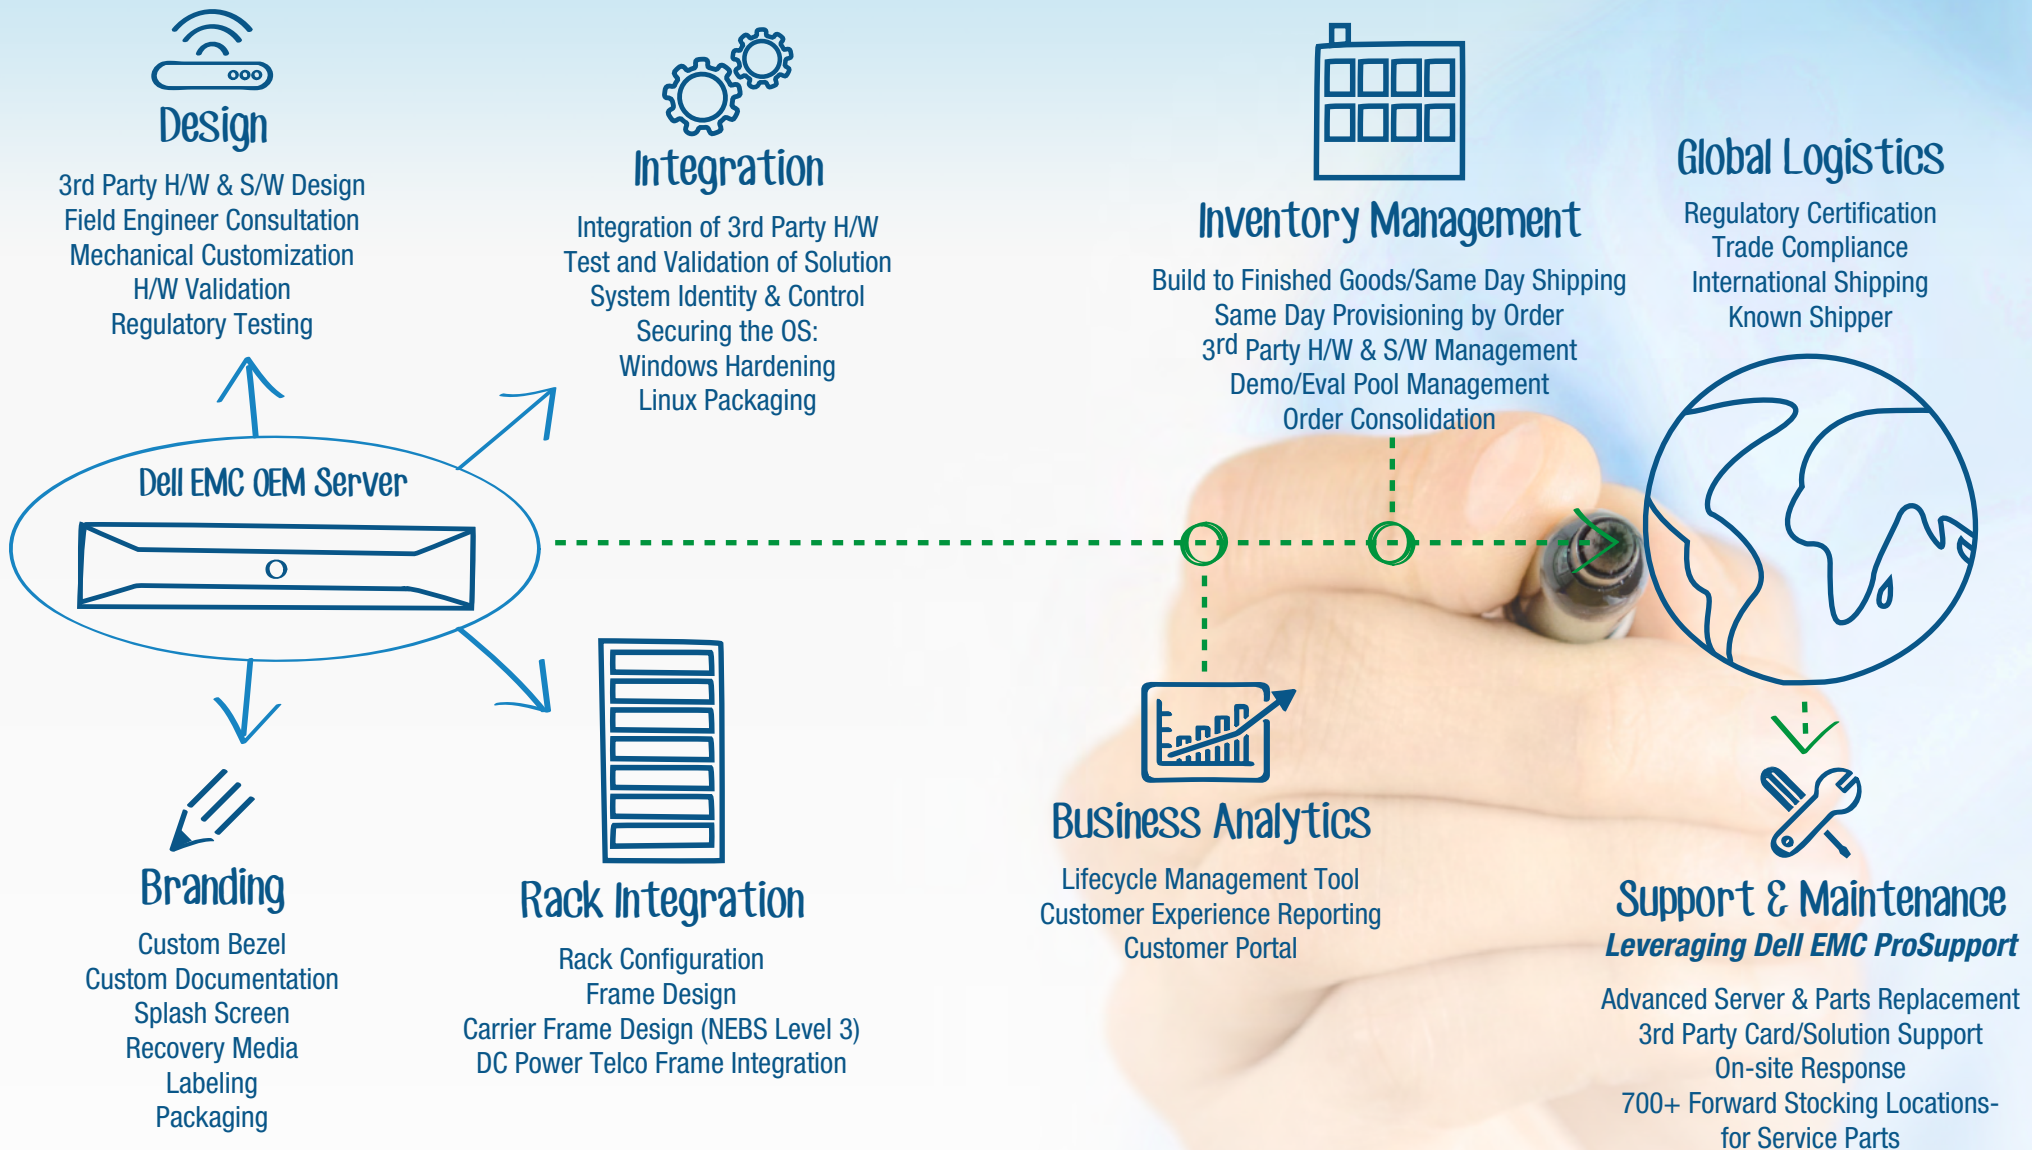 Design
3rd Party H/W & S/W Design
Field Engineer Consultation
Mechanical Customization
H/W Validation
Regulatory Testing
Integration
Integration of 3rd Party H/W
Test and Validation of Solution
System Identity & Control
Securing the OS:
Windows Hardening
Linux Packaging
Inventory Management
Build to Finished Goods/Same Day Shipping
Same Day Provisioning by Order
3rd Party H/W & S/W Management
Demo/Eval Pool Management
Order Consolidation
Global Logistics
Regulatory Certification
Trade Compliance
International Shipping
Known Shipper
Dell EMC OEM Server
Branding
Custom Bezel
Custom Documentation
Splash Screen
Recovery Media
Labeling
Packaging
Rack Integration
Rack Configuration
Frame Design
Carrier Frame Design (NEBS Level 3)
DC Power Telco Frame Integration
Business Analytics
Lifecycle Management Tool
Customer Experience Reporting
Customer Portal
Support & Maintenance
Leveraging Dell EMC ProSupport
Advanced Server & Parts Replacement
3rd Party Card/Solution Support
On-site Response
700+ Forward Stocking Locations-
for Service Parts